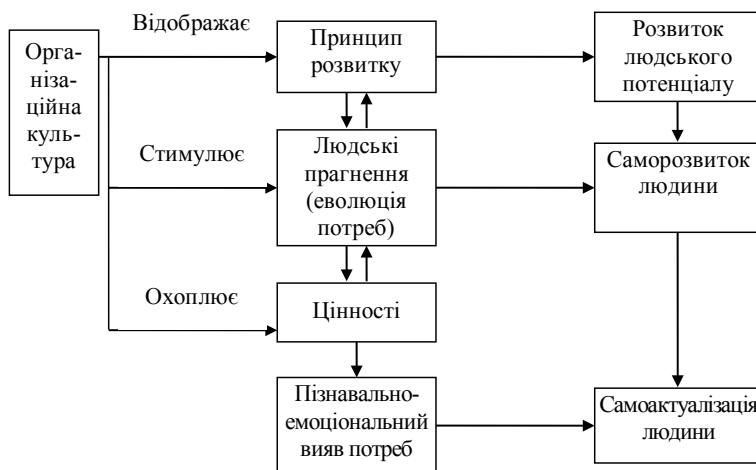 Орга-
ніза-
ційна
куль-
тура
Відображає
Стимулює
Охоплює
Принцип
розвитку
Людські
прагнення
(еволюція
потреб)
Цінності
Пізнавально-
емоціональний
вияв потреб
Розвиток
людського
потенціалу
Саморозвиток
людини
Самоактуалізація
людини